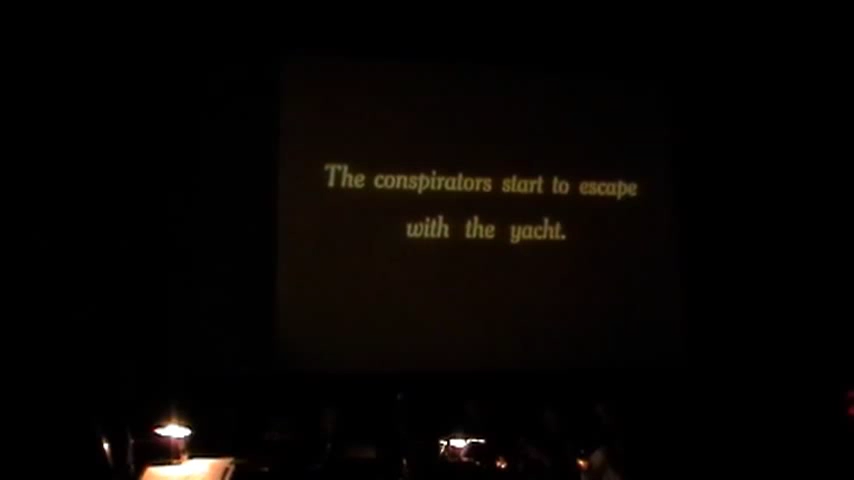 The conspirators start to escape
with the yacht.